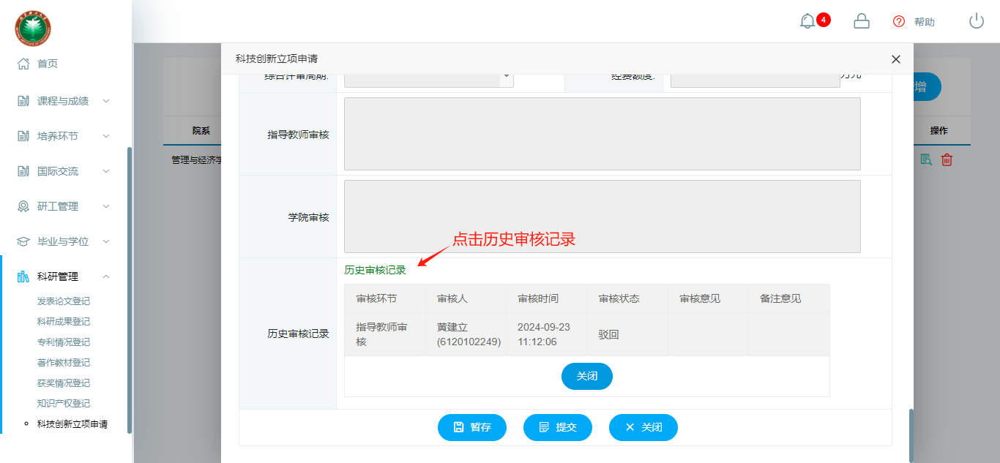 4
帮助
首页
课程与成绩
培养环节
国际交流
研工管理
毕业与学位
科研管理
发表论文登记
科研成果登记
专利情况登记
著作教材登记
获奖情况登记
知识产权登记
科技创新立项申请
院系
管理与经济学
增
操作
科技创新立项申请
综合评审周期:
经费额度:
万元
指导教师审核
学院审核
点击历史审核记录
历史审核记录
历史审核记录
审核环节 审核人 审核时间 审核状态 审核意见 备注意见
指导教师审核 黄建立(6120102249) 2024-09-23 11:12:06 驳回
关闭
暂存 提交 关闭